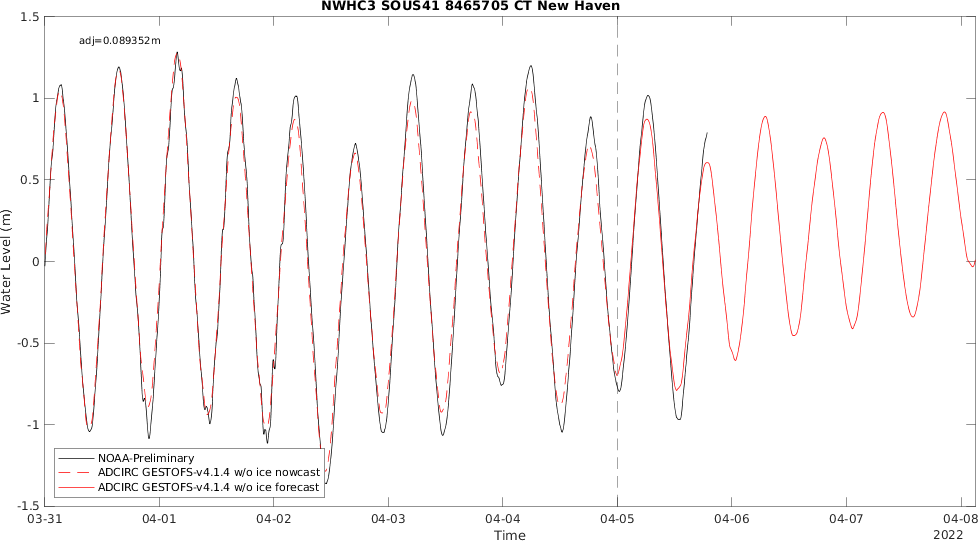 NWHC3 SOUS41 8465705 CT New Haven
adj=0.089352m
1.5
1
0.5
0
-0.5
-1
-1.5
Water Level (m)
NOAA-Preliminary
ADCIRC GESTOFS-v4.1.4 w/o ice nowcast
ADCIRC GESTOFS-v4.1.4 w/o ice forecast
03-31 04-01 04-02 04-03 04-04 04-05 04-06 04-07 04-08
Time
2022